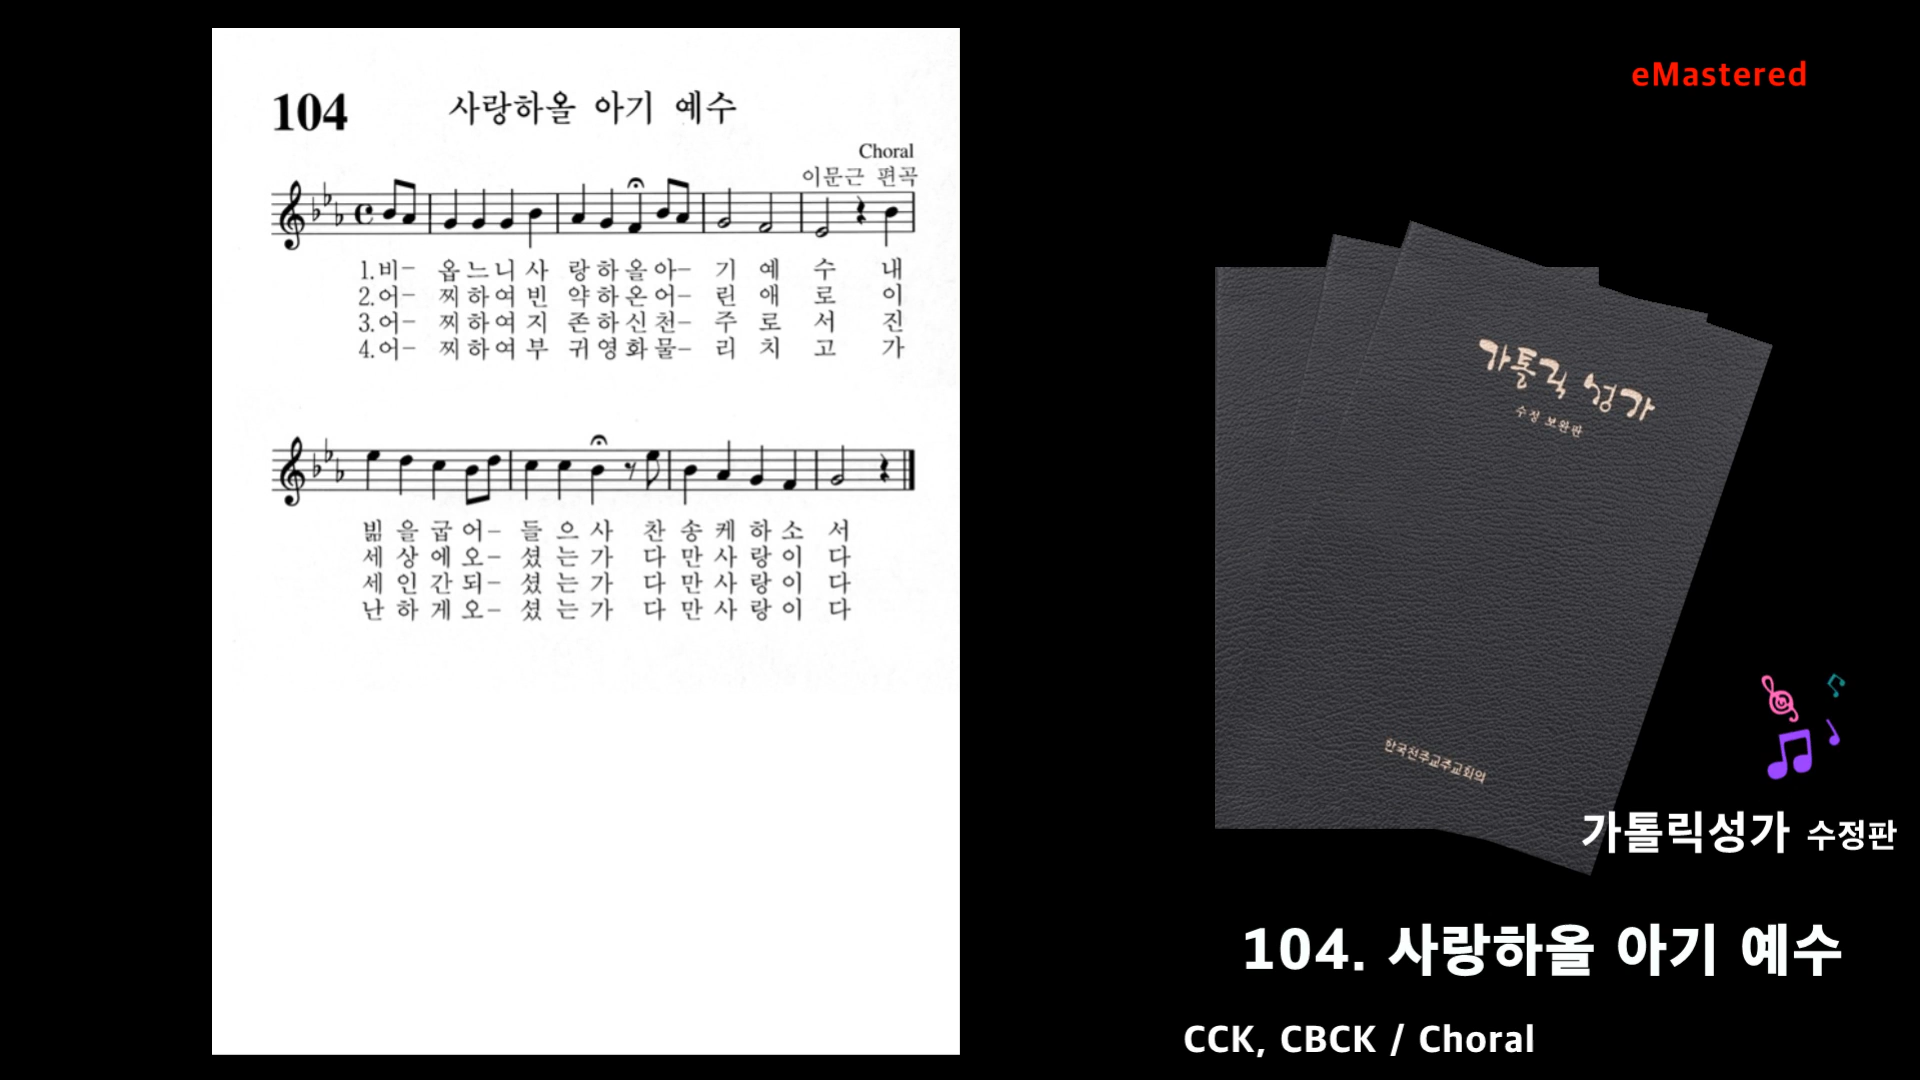 104 사랑하올 아기 예수
Choral
이문근 편곡
1.비- 옵느니사 랑하올아- 기 예 수 내
2.어- 찌하여빈 약하온어- 린 애 로 이
3.어- 찌하여지 존하신천- 주 로 서 진
4.어- 찌하여부 귀영화물- 리 치 고 가
빎 을 굽 어- 들 으 사 찬 송 케 하 소 서
세 상 에 오- 셨 는 가 다 만 사 랑 이 다
세 인 간 되- 셨 는 가 다 만 사 랑 이 다
난 하 게 오- 셨 는 가 다 만 사 랑 이 다
eMastered
가톨릭 성가
수정 보완판
한국천주교주교회의
가톨릭성가 수정판
104. 사랑하올 아기 예수
CCK, CBCK / Choral